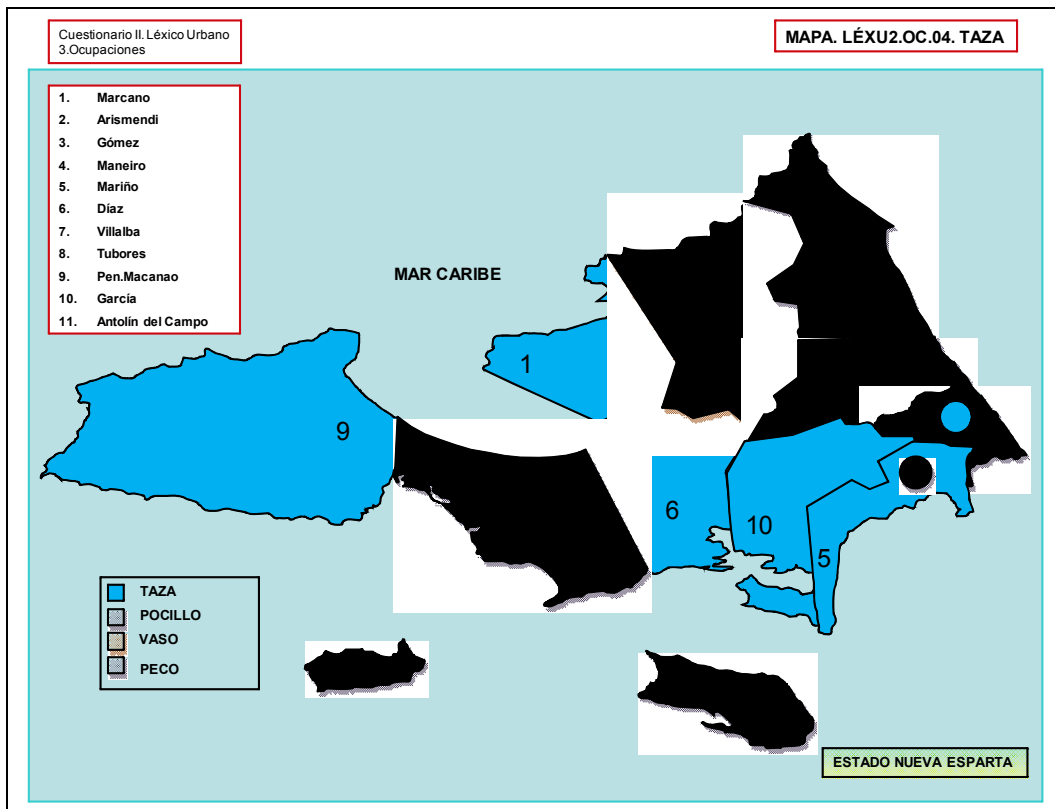 Cuestionario II. Léxico Urbano
3.Ocupaciones
MAPA. LÉXU2.OC.04. TAZA
1. Marcano
2. Arismendi
3. Gómez
4. Maneiro
5. Mariño
6. Díaz
7. Villalba
8. Tubores
9. Pen.Macanao
10. García
11. Antolín del Campo
MAR CARIBE
1
9
6
10
5
TAZA
POCILLO
VASO
PECO
ESTADO NUEVA ESPARTA